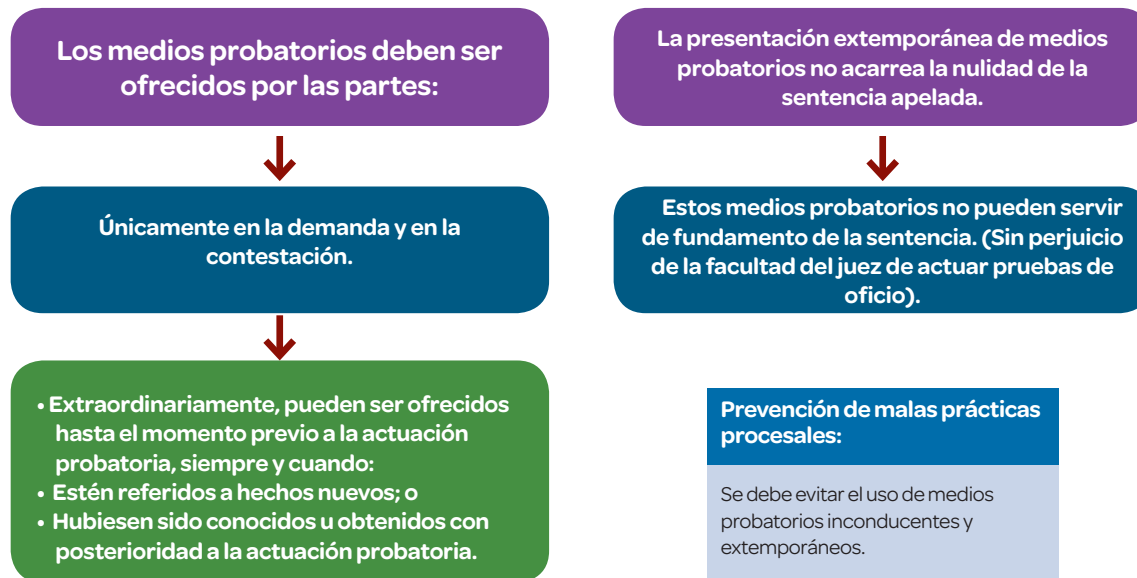 Los medios probatorios deben ser
ofrecidos por las partes:
Únicamente en la demanda y en la
contestación.
• Extraordinariamente, pueden ser ofrecidos
hasta el momento previo a la actuación
probatoria, siempre y cuando:
• Estén referidos a hechos nuevos; o
• Hubiesen sido conocidos u obtenidos con
posterioridad a la actuación probatoria.
La presentación extemporánea de medios
probatorios no acarrea la nulidad de la
sentencia apelada.
Estos medios probatorios no pueden servir
de fundamento de la sentencia. (Sin perjuicio
de la facultad del juez de actuar pruebas de
oficio).
Prevención de malas prácticas
procesales:
Se debe evitar el uso de medios
probatorios inconducentes y
extemporáneos.